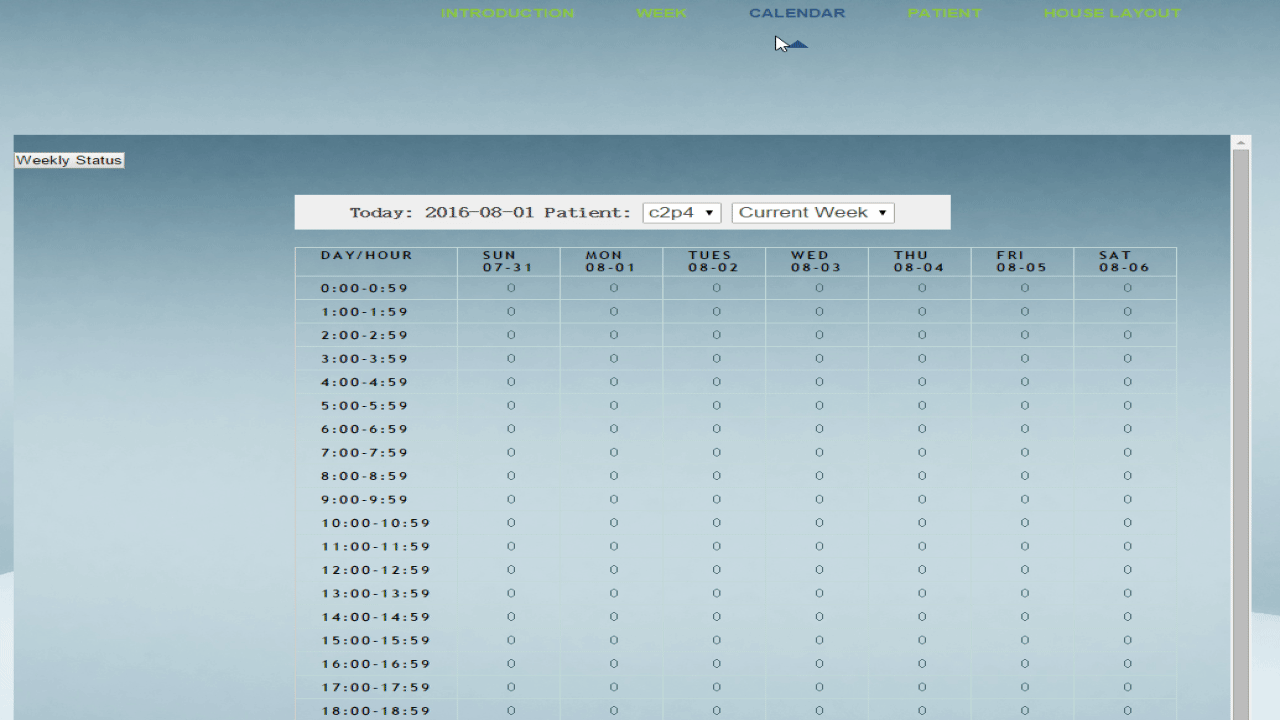 INTRODUCTION WEEK CALENDAR PATIENT HOUSE LAYOUT
Weekly Status
Today: 2016-08-01 Patient: c2p4 Current Week
DAY/HOUR SUN MON TUES WED THU FRI SAT
07-31 08-01 08-02 08-03 08-04 08-05 08-06
0:00-0:59 0 0 0 0 0 0 0
1:00-1:59 0 0 0 0 0 0 0
2:00-2:59 0 0 0 0 0 0 0
3:00-3:59 0 0 0 0 0 0 0
4:00-4:59 0 0 0 0 0 0 0
5:00-5:59 0 0 0 0 0 0 0
6:00-6:59 0 0 0 0 0 0 0
7:00-7:59 0 0 0 0 0 0 0
8:00-8:59 0 0 0 0 0 0 0
9:00-9:59 0 0 0 0 0 0 0
10:00-10:59 0 0 0 0 0 0 0
11:00-11:59 0 0 0 0 0 0 0
12:00-12:59 0 0 0 0 0 0 0
13:00-13:59 0 0 0 0 0 0 0
14:00-14:59 0 0 0 0 0 0 0
15:00-15:59 0 0 0 0 0 0 0
16:00-16:59 0 0 0 0 0 0 0
17:00-17:59 0 0 0 0 0 0 0
18:00-18:59 0 0 0 0 0 0 0